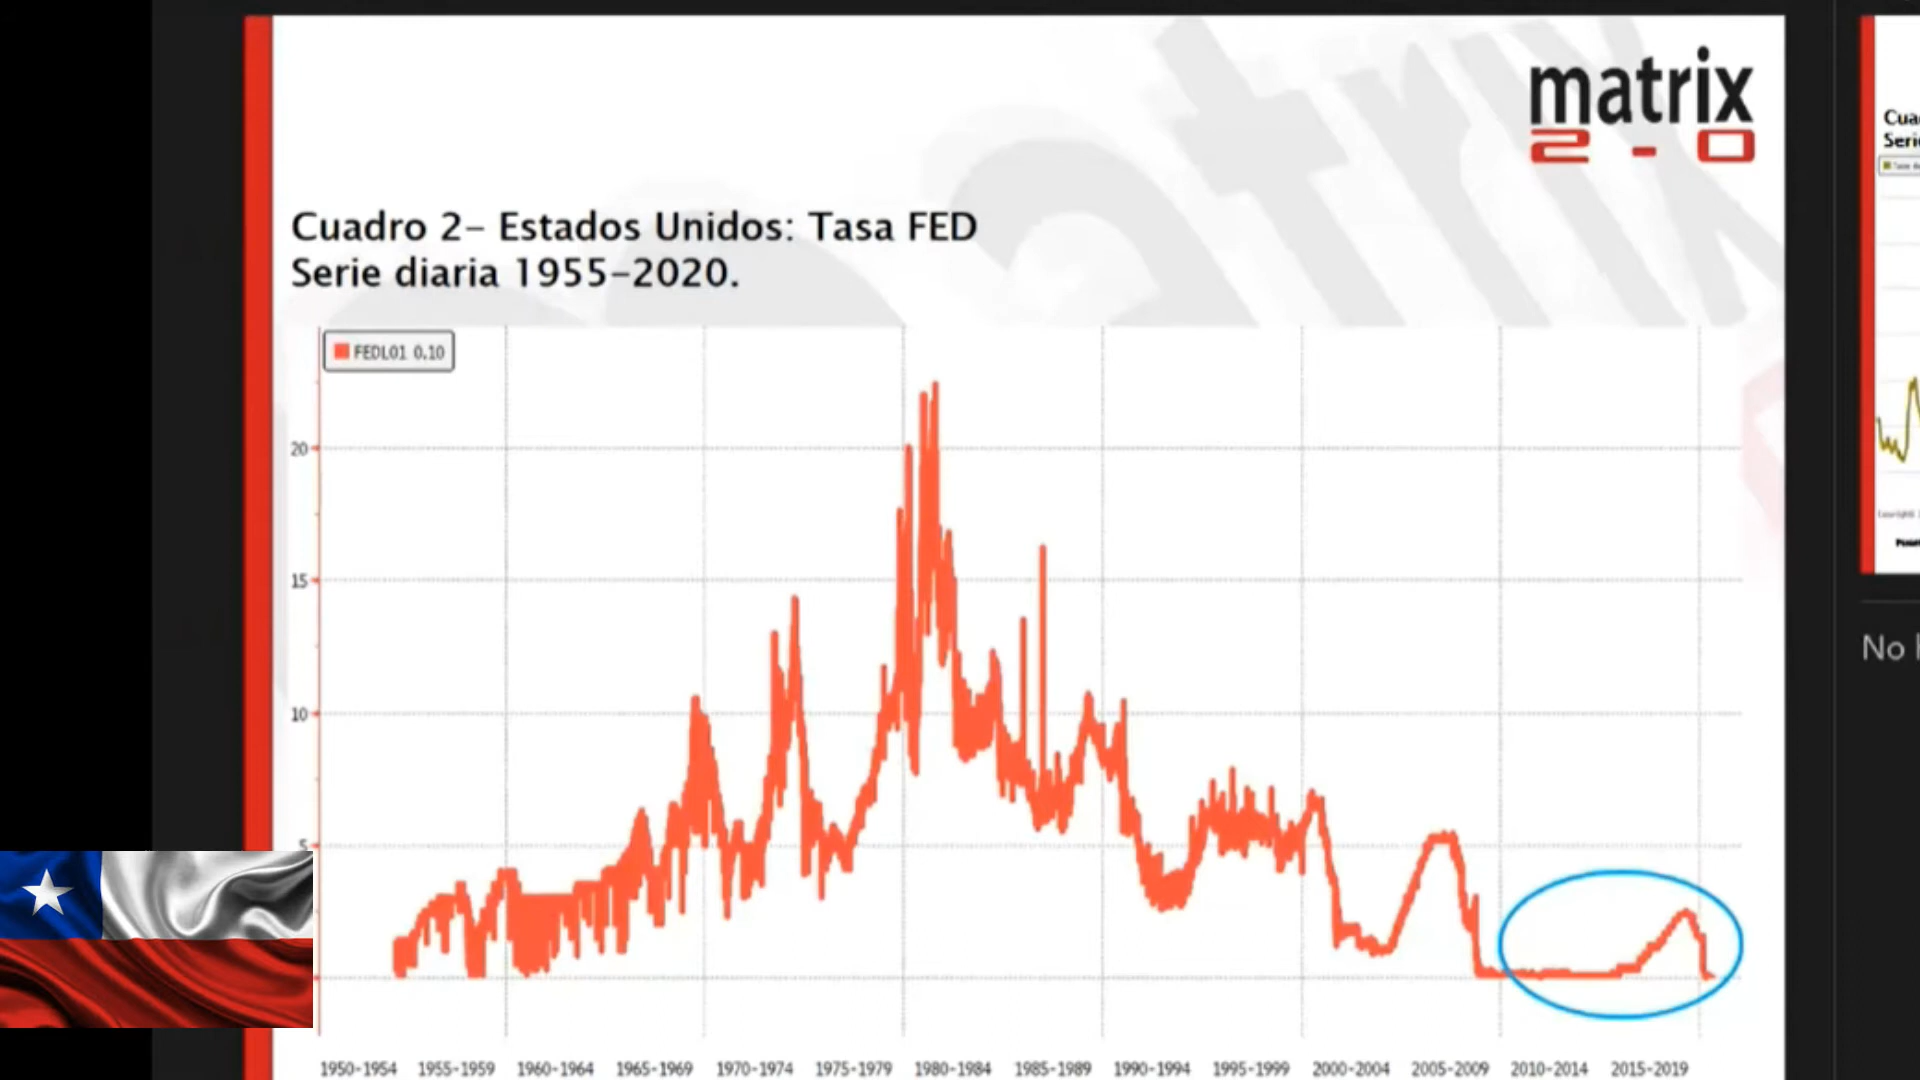 matrix
2-0
Cuadro 2- Estados Unidos: Tasa FED
Serie diaria 1955-2020.
FEDL01 0.10
20
15
10
5
1950-1954 1955-1959 1960-1964 1965-1969 1970-1974 1975-1979 1980-1984 1985-1989 1990-1994 1995-1999 2000-2004 2005-2009 2010-2014 2015-2019
No